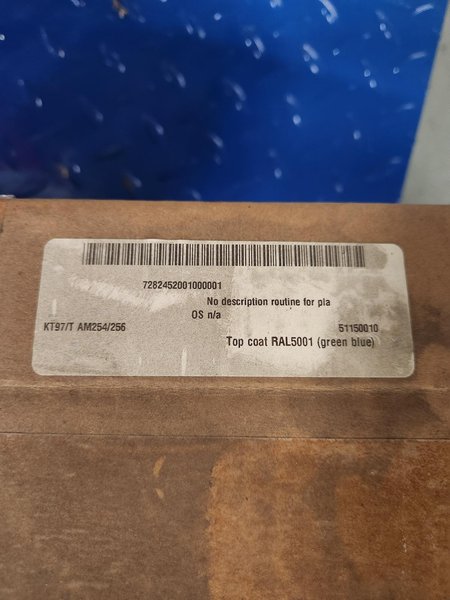 7282452001000001
No description routine for pla
OS n/a
KT97/T AM254/256
51150010
Top coat RAL5001 (green blue)